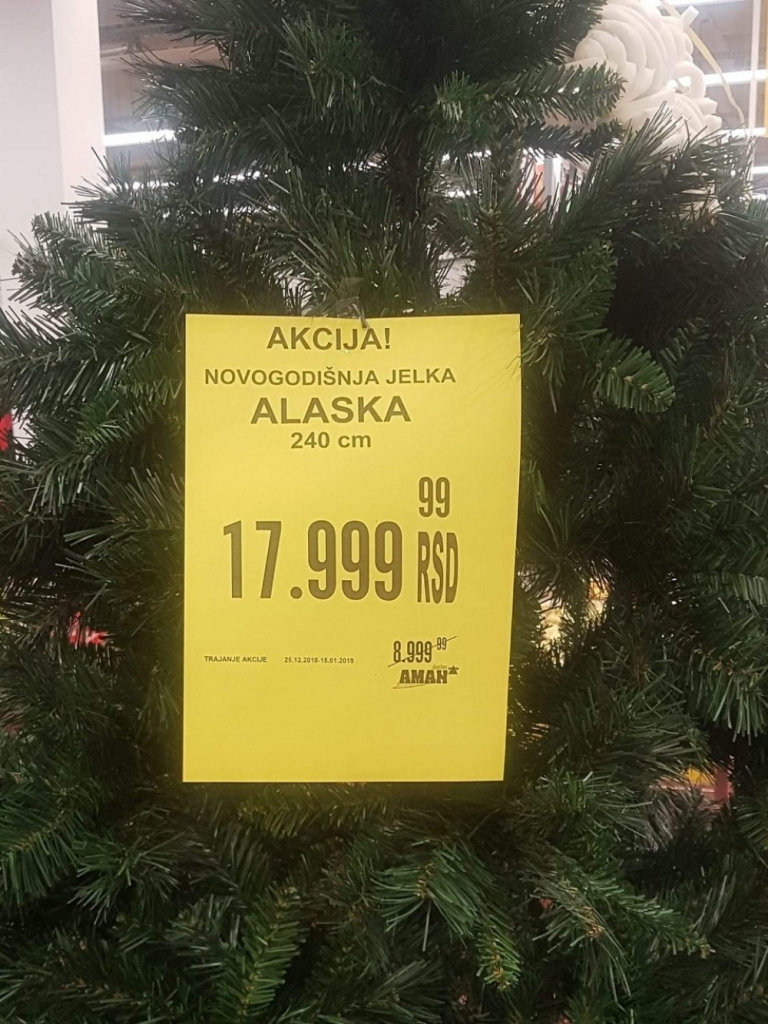 AKCIJA!
NOVOGODIŠNJA JELKA
ALASKA
240 cm
17.999 99 RSD
TRAJANJE AKCIJE 25.12.2018-15.01.2019
8.999 99
AMAN